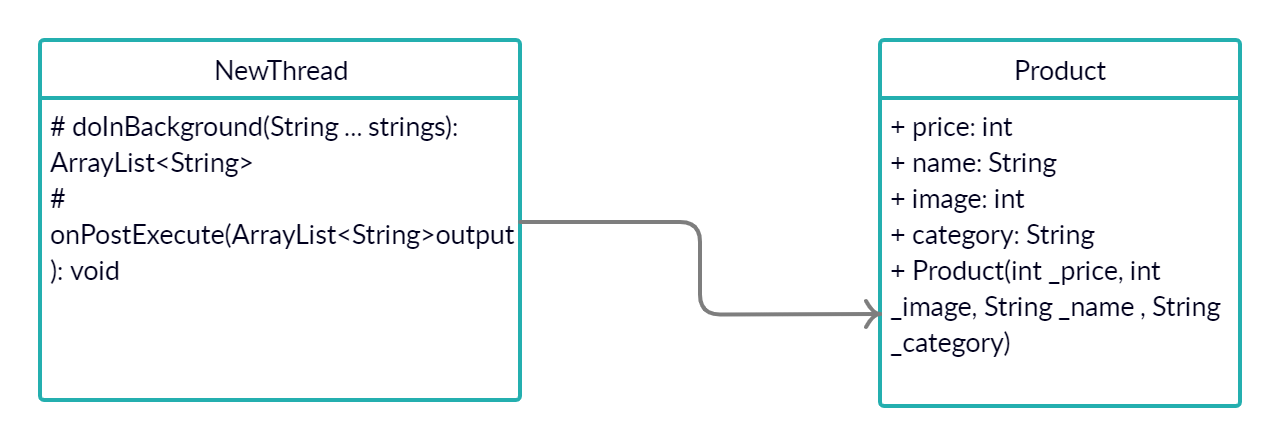 NewThread
# doInBackground(String ... strings):
ArrayList<String>
#
onPostExecute(ArrayList<String>output
): void
Product
+ price: int
+ name: String
+ image: int
+ category: String
+ Product(int _price, int
_image, String _name , String
_category)